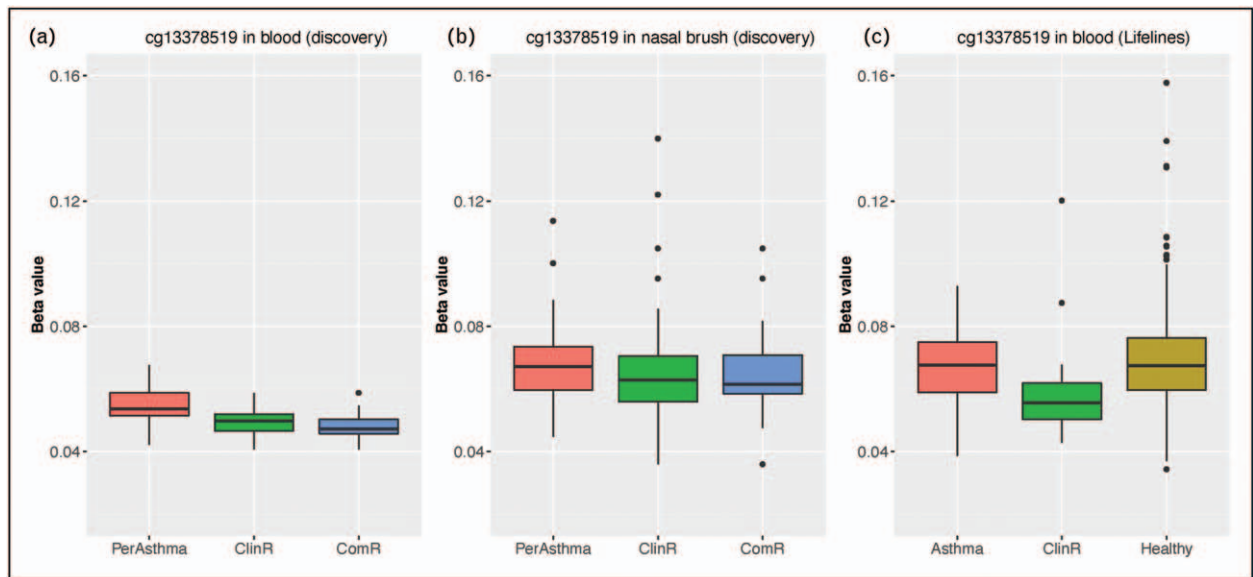 (a)
cg13378519 in blood (discovery)
0.16
0.12
0.08
0.04
Beta value
PerAsthma ClinR ComR
(b)
cg13378519 in nasal brush (discovery)
0.16
0.12
0.08
0.04
Beta value
PerAsthma ClinR ComR
(c)
cg13378519 in blood (Lifelines)
0.16
0.12
0.08
0.04
Beta value
Asthma ClinR Healthy